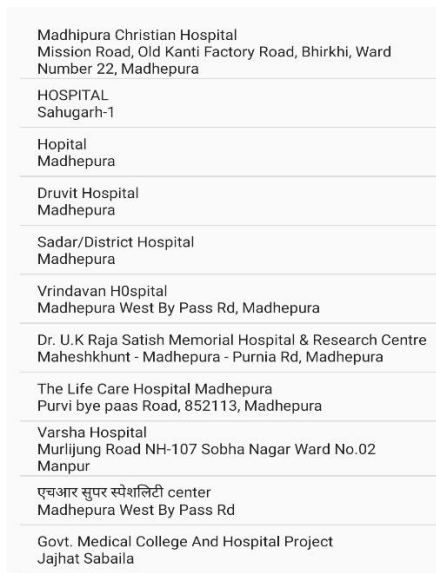 Madhipura Christian Hospital
Mission Road, Old Kanti Factory Road, Bhirkhi, Ward
Number 22, Madhepura
HOSPITAL
Sahugarh-1
Hopital
Madhepura
Druvit Hospital
Madhepura
Sadar/District Hospital
Madhepura
Vrindavan H0spital
Madhepura West By Pass Rd, Madhepura
Dr. U.K Raja Satish Memorial Hospital & Research Centre
Maheshkhunt - Madhepura - Purnia Rd, Madhepura
The Life Care Hospital Madhepura
Purvi bye paas Road, 852113, Madhepura
Varsha Hospital
Murlijung Road NH-107 Sobha Nagar Ward No.02
Manpur
एचआर सुपर स्पेशलिटी center
Madhepura West By Pass Rd
Govt. Medical College And Hospital Project
Jajhat Sabaila